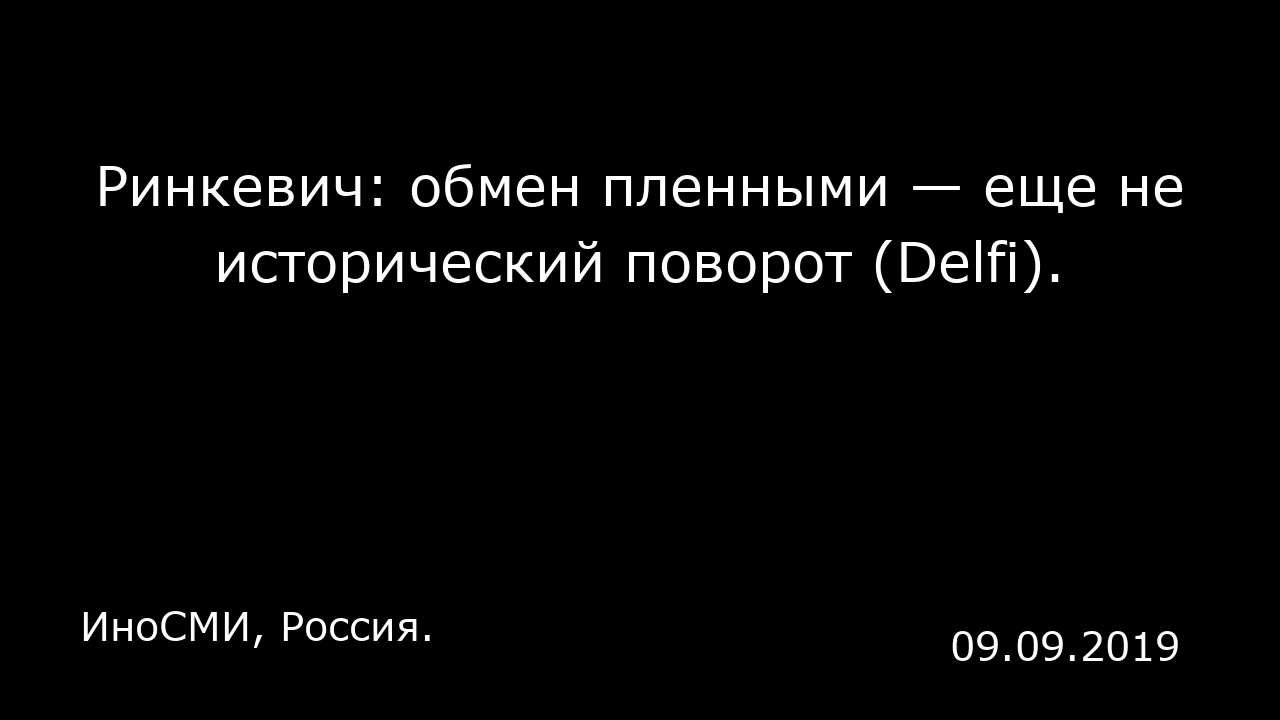 Ринкевич: обмен пленными — еще не
исторический поворот (Delfi).
ИноСМИ, Россия.
09.09.2019